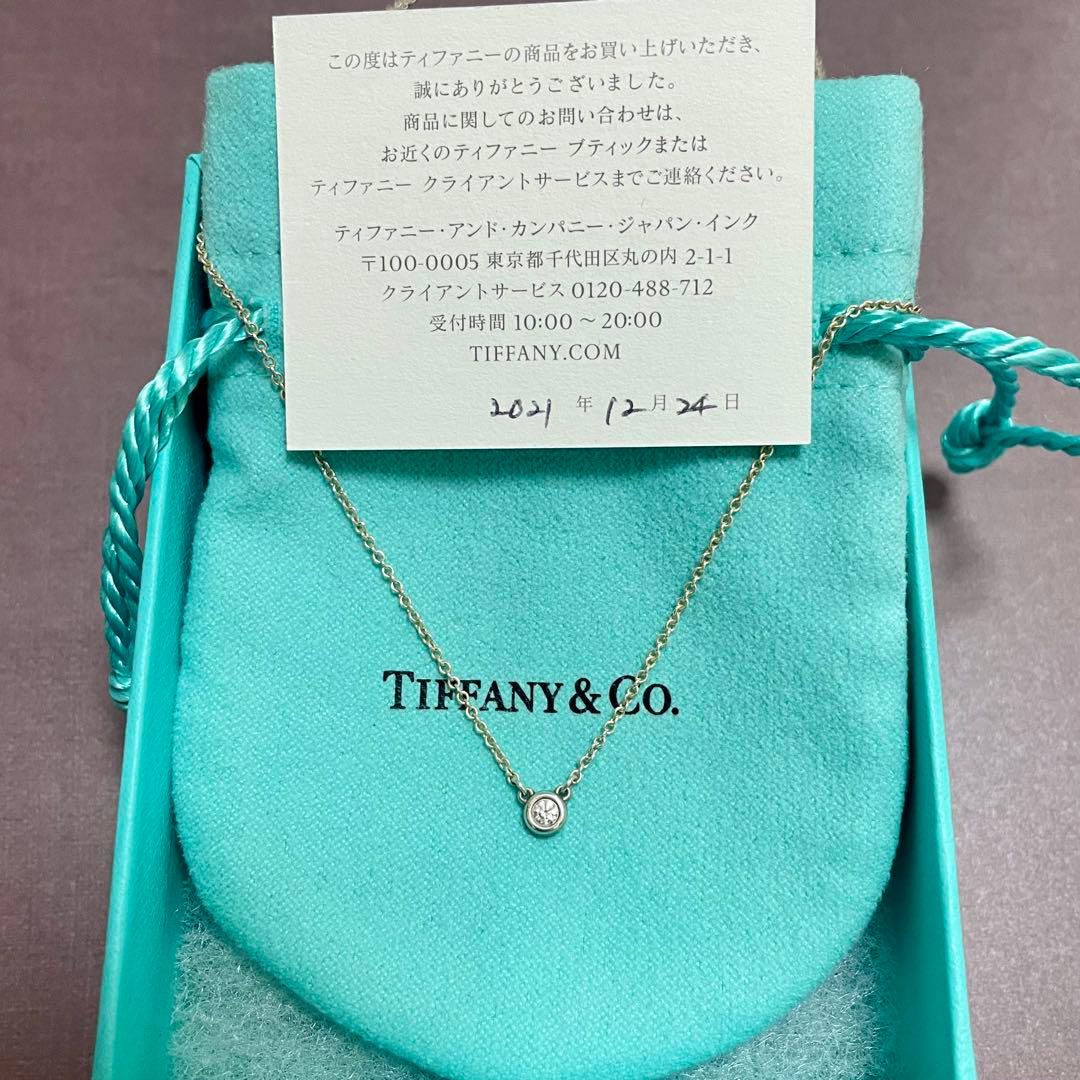 この度はティファニーの商品をお買い上げいただき、
誠にありがとうございました。
商品に関してのお問い合わせは、
お近くのティファニー ブティックまたは
ティファニー クライアントサービスまでご連絡ください。
ティファニー・アンド・カンパニー・ジャパン・インク
〒100-0005 東京都千代田区丸の内 2-1-1
クライアントサービス 0120-488-712
受付時間 10:00 〜 20:00
TIFFANY.COM
2021 年 12 月 24 日
TIFFANY & CO.